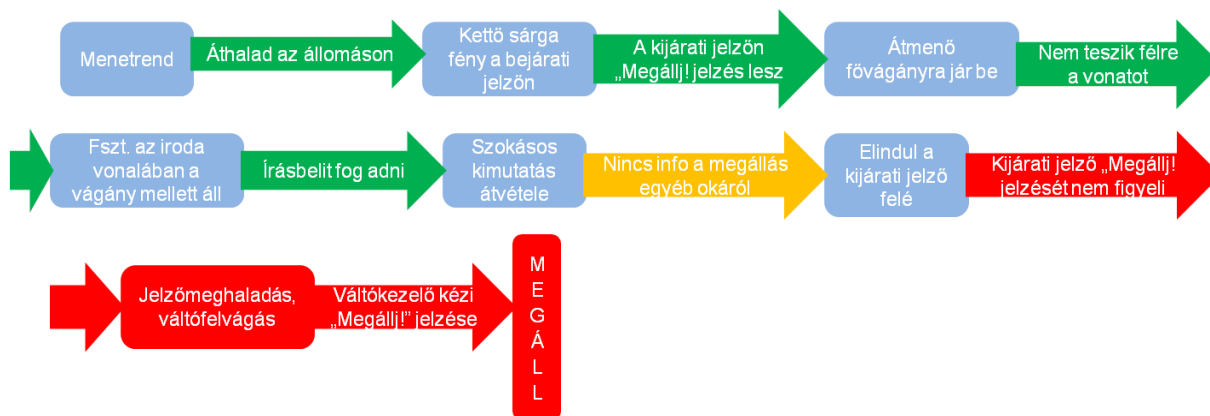 Menetrend
Áthalad az állomáson
Kettő sárga
fény a bejárati
jelzőn
A kijárati jelzőn
„Megállj! jelzés lesz
Átmenő
fővágányra jár be
Nem teszik félre
a vonatot
Fszt. az iroda
vonalában a
vágány mellett áll
Írásbelit fog adni
Szokásos
kimutatás
átvétele
Nincs info a megállás
egyéb okáról
Elindul a
kijárati jelző
felé
Kijárati jelző „Megállj!
jelzését nem figyeli
Jelzőmeghaladás,
váltófelvágás
Váltókezelő kézi
„Megállj!” jelzése
M
E
G
Á
L
L